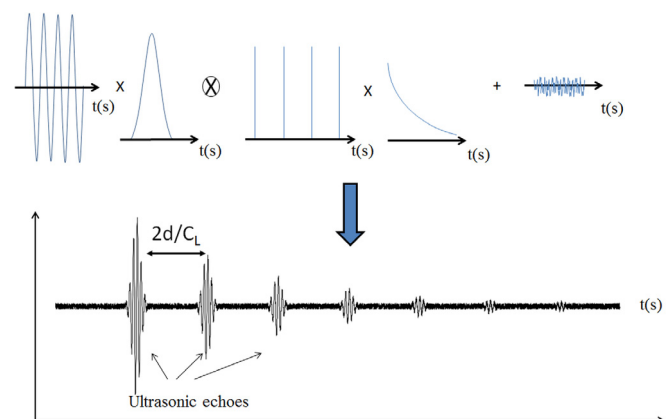 X
X
+
t(s)
t(s)
t(s)
t(s)
t(s)
2d/C_L
t(s)
Ultrasonic echoes